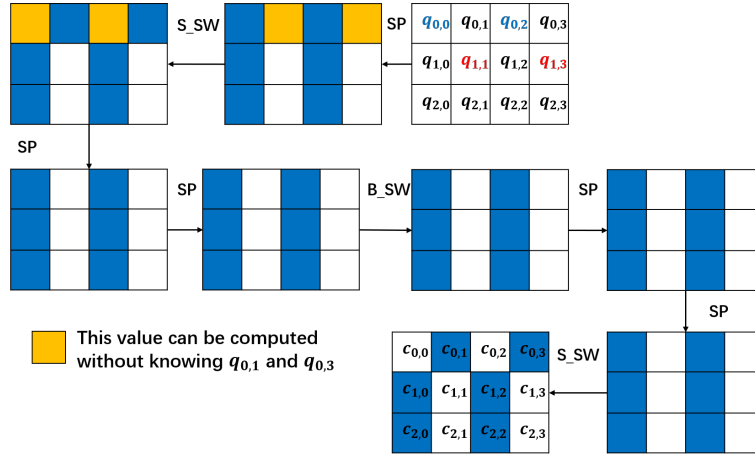 S_SW
SP
q0,0 q0,1 q0,2 q0,3
q1,0 q1,1 q1,2 q1,3
q2,0 q2,1 q2,2 q2,3
SP
SP
B_SW
SP
SP
This value can be computed
without knowing q0,1 and q0,3
S_SW
c0,0 c0,1 c0,2 c0,3
c1,0 c1,1 c1,2 c1,3
c2,0 c2,1 c2,2 c2,3